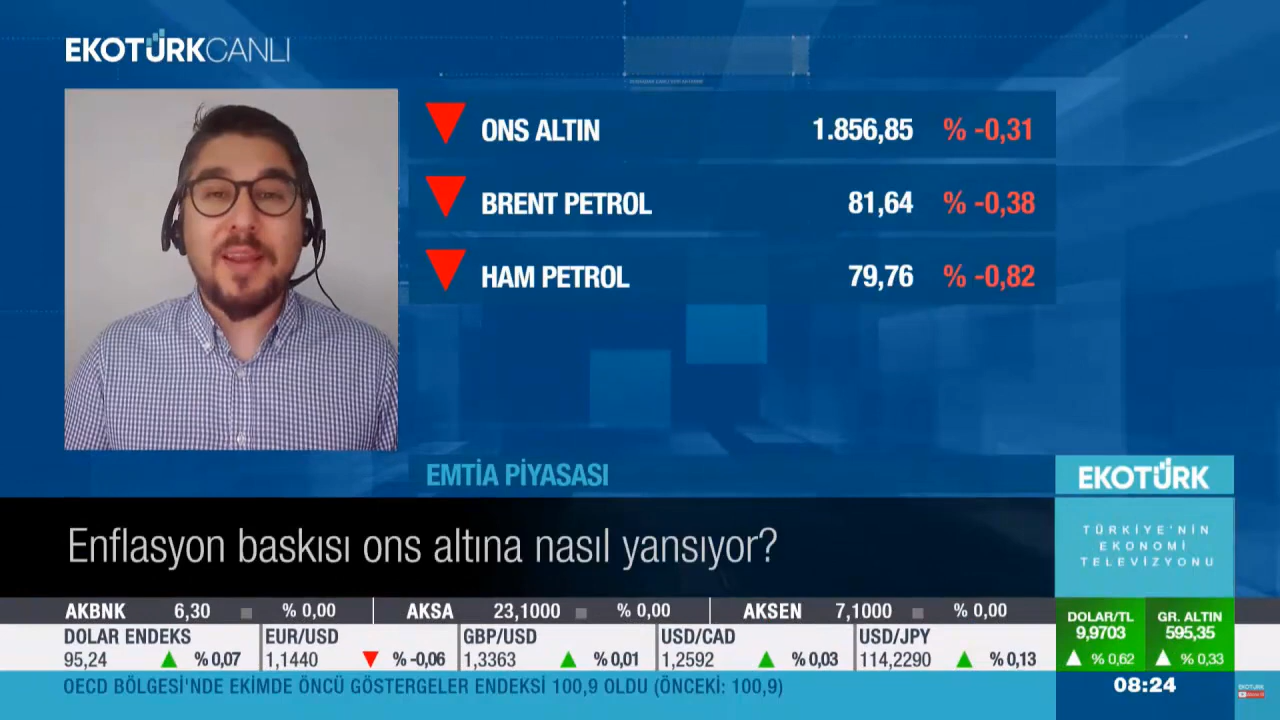 EKOTÜRK CANLI
ONS ALTIN 1.856,85 % -0,31
BRENT PETROL 81,64 % -0,38
HAM PETROL 79,76 % -0,82
EMTİA PİYASASI
Enflasyon baskısı ons altına nasıl yansıyor?
EKOTÜRK
TÜRKİYE'NİN
EKONOMİ
TELEVİZYONU
AKBNK 6,30 % 0,00 AKSA 23,1000 % 0,00 AKSEN 7,1000 % 0,00
DOLAR ENDEKS EUR/USD GBP/USD USD/CAD USD/JPY
95,24 % 0,07 1,1440 % -0,06 1,3363 % 0,01 1,2592 % 0,03 114,2290 % 0,13
DOLAR/TL GR. ALTIN
9,9703 595,35
% 0,62 % 0,33
OECD BÖLGESİ'NDE EKİMDE ÖNCÜ GÖSTERGELER ENDEKSİ 100,9 OLDU (ÖNCEKİ: 100,9)
08:24
EKOTÜRK